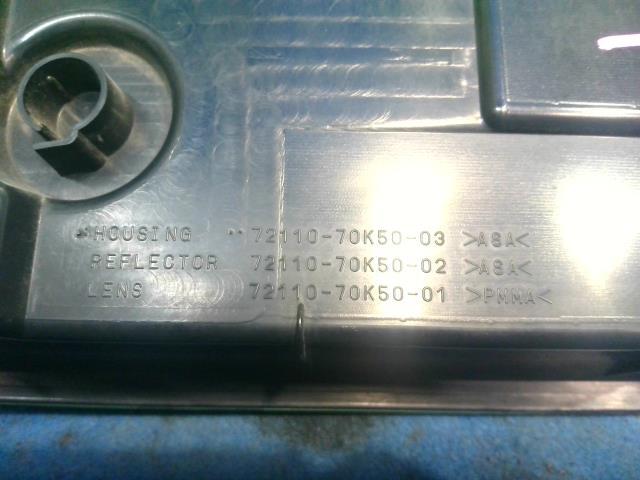 HOUSING 72110-70K50-03 >ASA<
REFLECTOR 72110-70K50-02 >ASA<
LENS 72110-70K50-01 >PMMA<